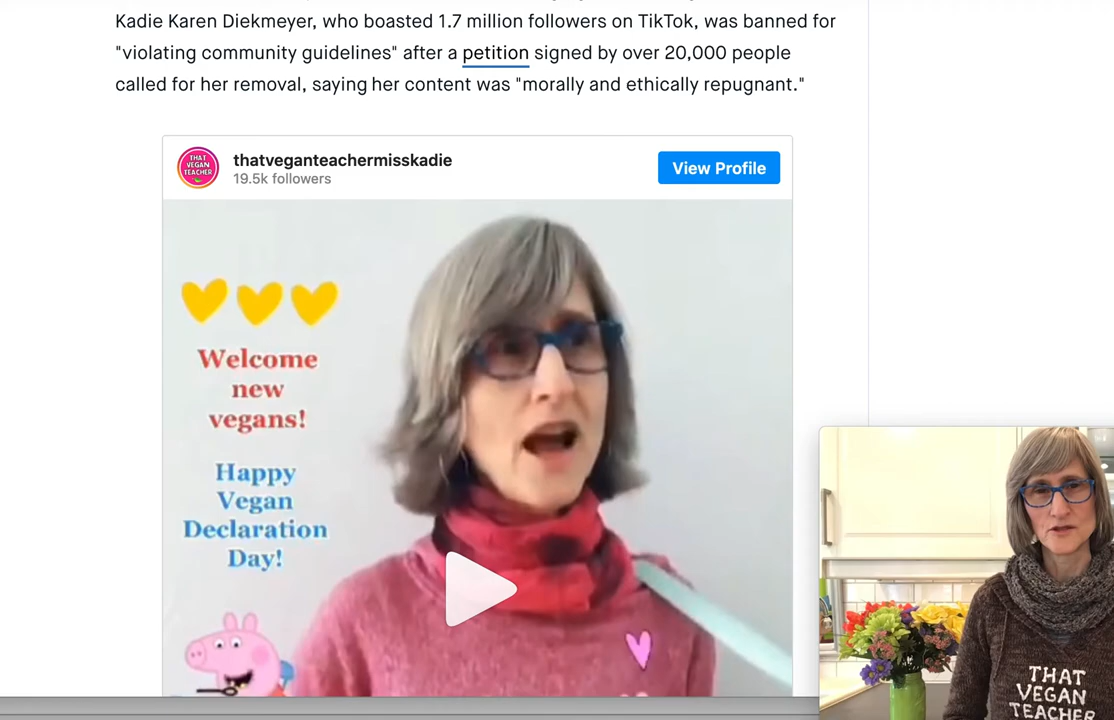 Kadie Karen Diekmeyer, who boasted 1.7 million followers on TikTok, was banned for
"violating community guidelines" after a petition signed by over 20,000 people
called for her removal, saying her content was "morally and ethically repugnant."
THAT
VEGAN
TEACHER
thatveganteachermisskadie
19.5k followers
View Profile
Welcome
new
vegans!
Happy
Vegan
Declaration
Day!
THAT
VEGAN
TEACHER